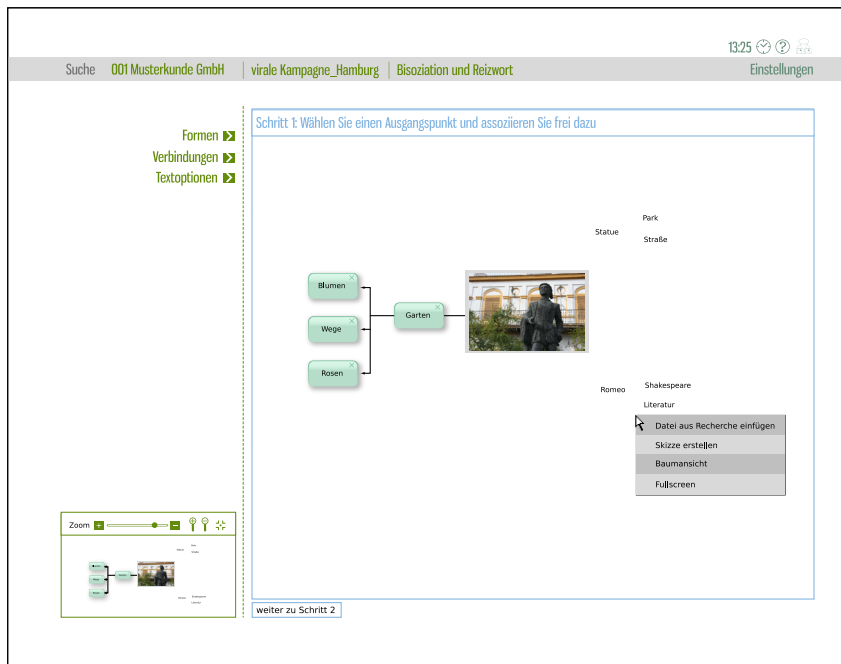 13:25
Suche 001 Musterkunde GmbH virale Kampagne_Hamburg Bisoziation und Reizwort Einstellungen
Schritt 1: Wählen Sie einen Ausgangspunkt und assoziieren Sie frei dazu
Formen
Verbindungen
Textoptionen
Park
Statue
Straße
Blumen
Garten
Wege
Rosen
Shakespeare
Romeo
Literatur
Datei aus Recherche einfügen
Skizze erstellen
Baumansicht
Fullscreen
Zoom
weiter zu Schritt 2